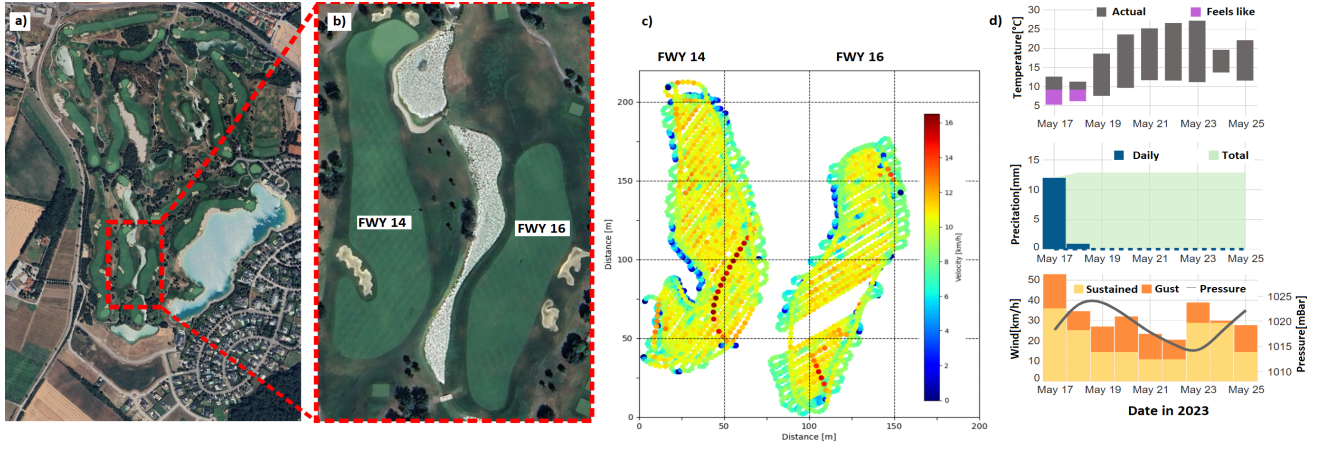 a)
b)
FWY 14
FWY 16
c)
FWY 14
FWY 16
200
150
100
50
0
Distance [m]
0
50
100
150
200
Distance [m]
16
14
12
10
8
6
4
2
0
Velocity [km/h]
d)
Actual
Feels like
Temperature[°C]
30
25
20
15
10
5
May 17
May 19
May 21
May 23
May 25
Daily
Total
Precitation[mm]
15
10
5
0
May 17
May 19
May 21
May 23
May 25
Sustained
Gust
Pressure
Wind[km/h]
50
40
30
20
10
0
1025
1020
1015
1010
Pressure[mBar]
May 17
May 19
May 21
May 23
May 25
Date in 2023